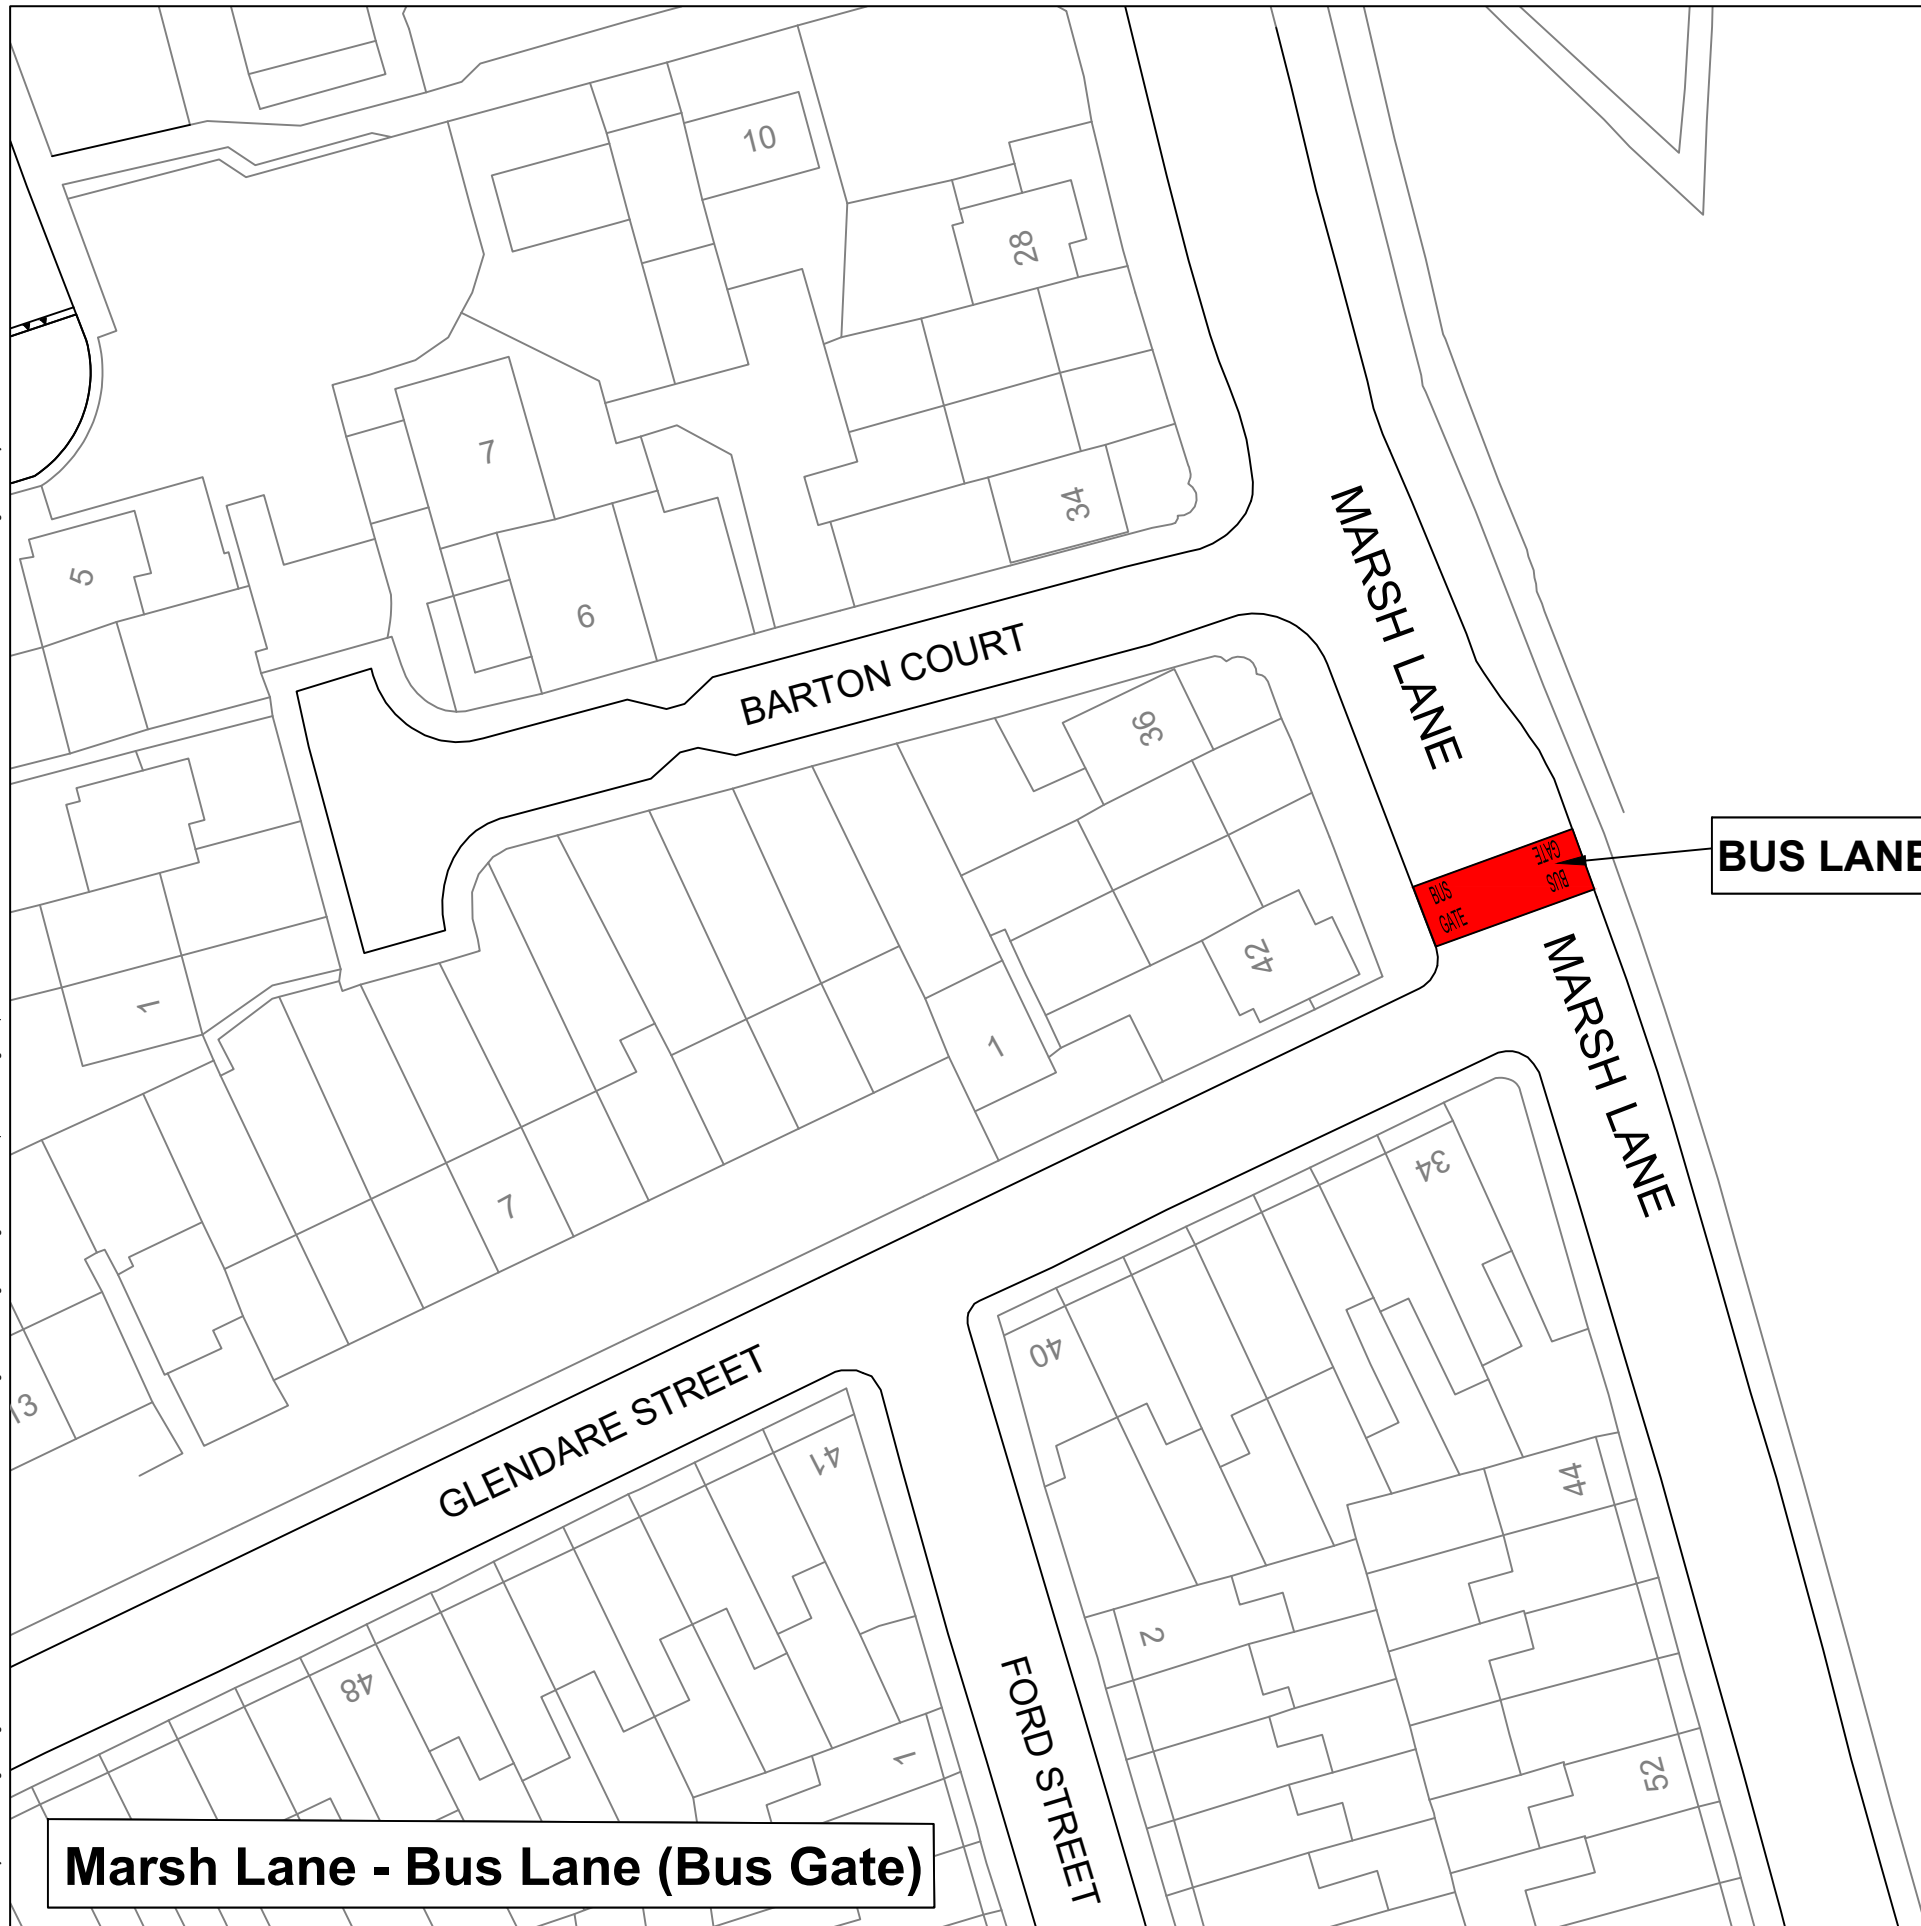 10
28
7
34
5
6
BARTON COURT
MARSH LANE
36
BUS LANE
BUS
GATE
BUS
GATE
42
1
1
MARSH LANE
34
7
40
13
GLENDARE STREET
41
44
2
48
FORD STREET
1
52
Marsh Lane - Bus Lane (Bus Gate)